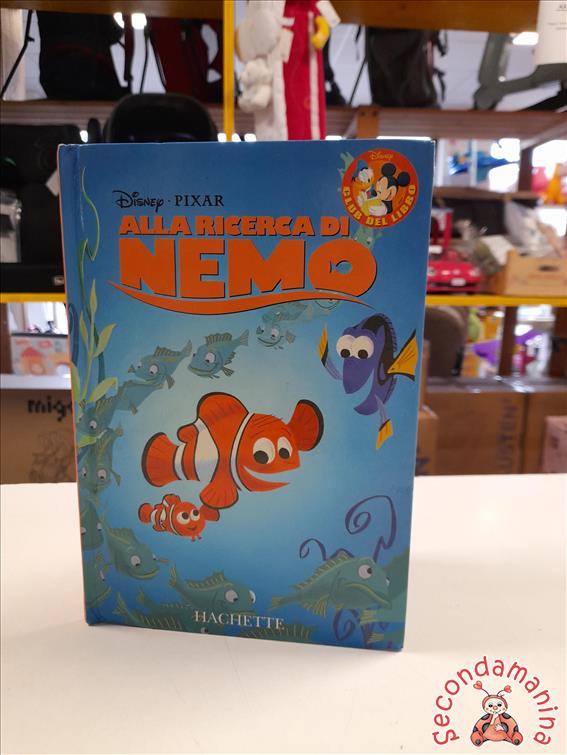 Disney · PIXAR
ALLA RICERCA DI
NEMO
Disney
CLUB DEL LIBRO
HACHETTE
Secondamanina